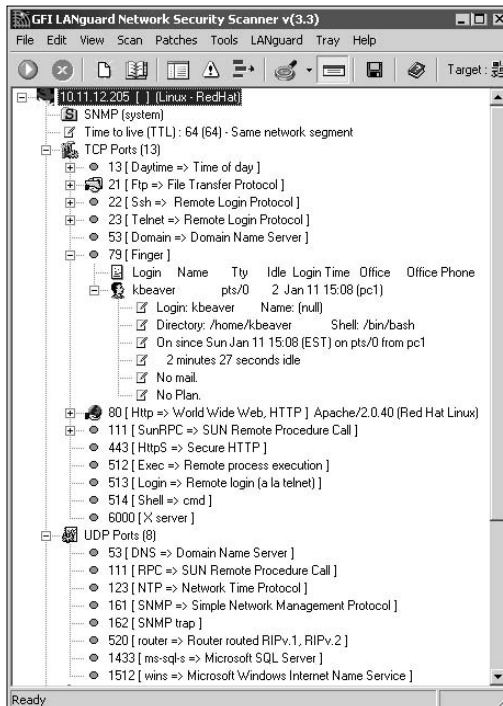 GFI LANguard Network Security Scanner v(3.3)
File Edit View Scan Patches Tools LANguard Tray Help
Target :
10.11.12.205 [ ] (Linux - RedHat)
SNMP (system)
Time to live (TTL) : 64 (64) - Same network segment
TCP Ports (13)
13 [ Daytime => Time of day ]
21 [ Ftp => File Transfer Protocol ]
22 [ Ssh => Remote Login Protocol ]
23 [ Telnet => Remote Login Protocol ]
53 [ Domain => Domain Name Server ]
79 [ Finger ]
Login Name Tty Idle Login Time Office Office Phone
kbeaver pts/0 2 Jan 11 15:08 (pc1)
Login: kbeaver Name: (null)
Directory: /home/kbeaver Shell: /bin/bash
On since Sun Jan 11 15:08 (EST) on pts/0 from pc1
2 minutes 27 seconds idle
No mail.
No Plan.
80 [ Http => World Wide Web, HTTP ] Apache/2.0.40 (Red Hat Linux)
111 [ SunRPC => SUN Remote Procedure Call ]
443 [ HttpS => Secure HTTP ]
512 [ Exec => Remote process execution ]
513 [ Login => Remote login (a la telnet) ]
514 [ Shell => cmd ]
6000 [ X server ]
UDP Ports (8)
53 [ DNS => Domain Name Server ]
111 [ RPC => SUN Remote Procedure Call ]
123 [ NTP => Network Time Protocol ]
161 [ SNMP => Simple Network Management Protocol ]
162 [ SNMP trap ]
520 [ router => Router routed RIPv.1, RIPv.2 ]
1433 [ ms-sql-s => Microsoft SQL Server ]
1512 [ wins => Microsoft Windows Internet Name Service ]
Ready